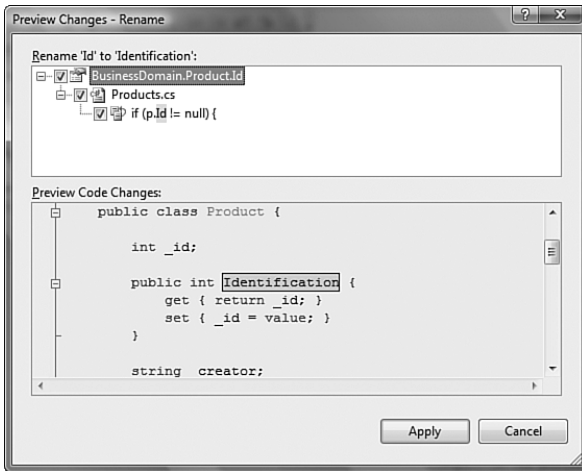 Preview Changes - Rename
Rename 'Id' to 'Identification':
BusinessDomain.Product.Id
Products.cs
if (p.Id != null) {
Preview Code Changes:
public class Product {
int _id;
public int Identification {
get { return _id; }
set { _id = value; }
}
string _creator;
Apply
Cancel